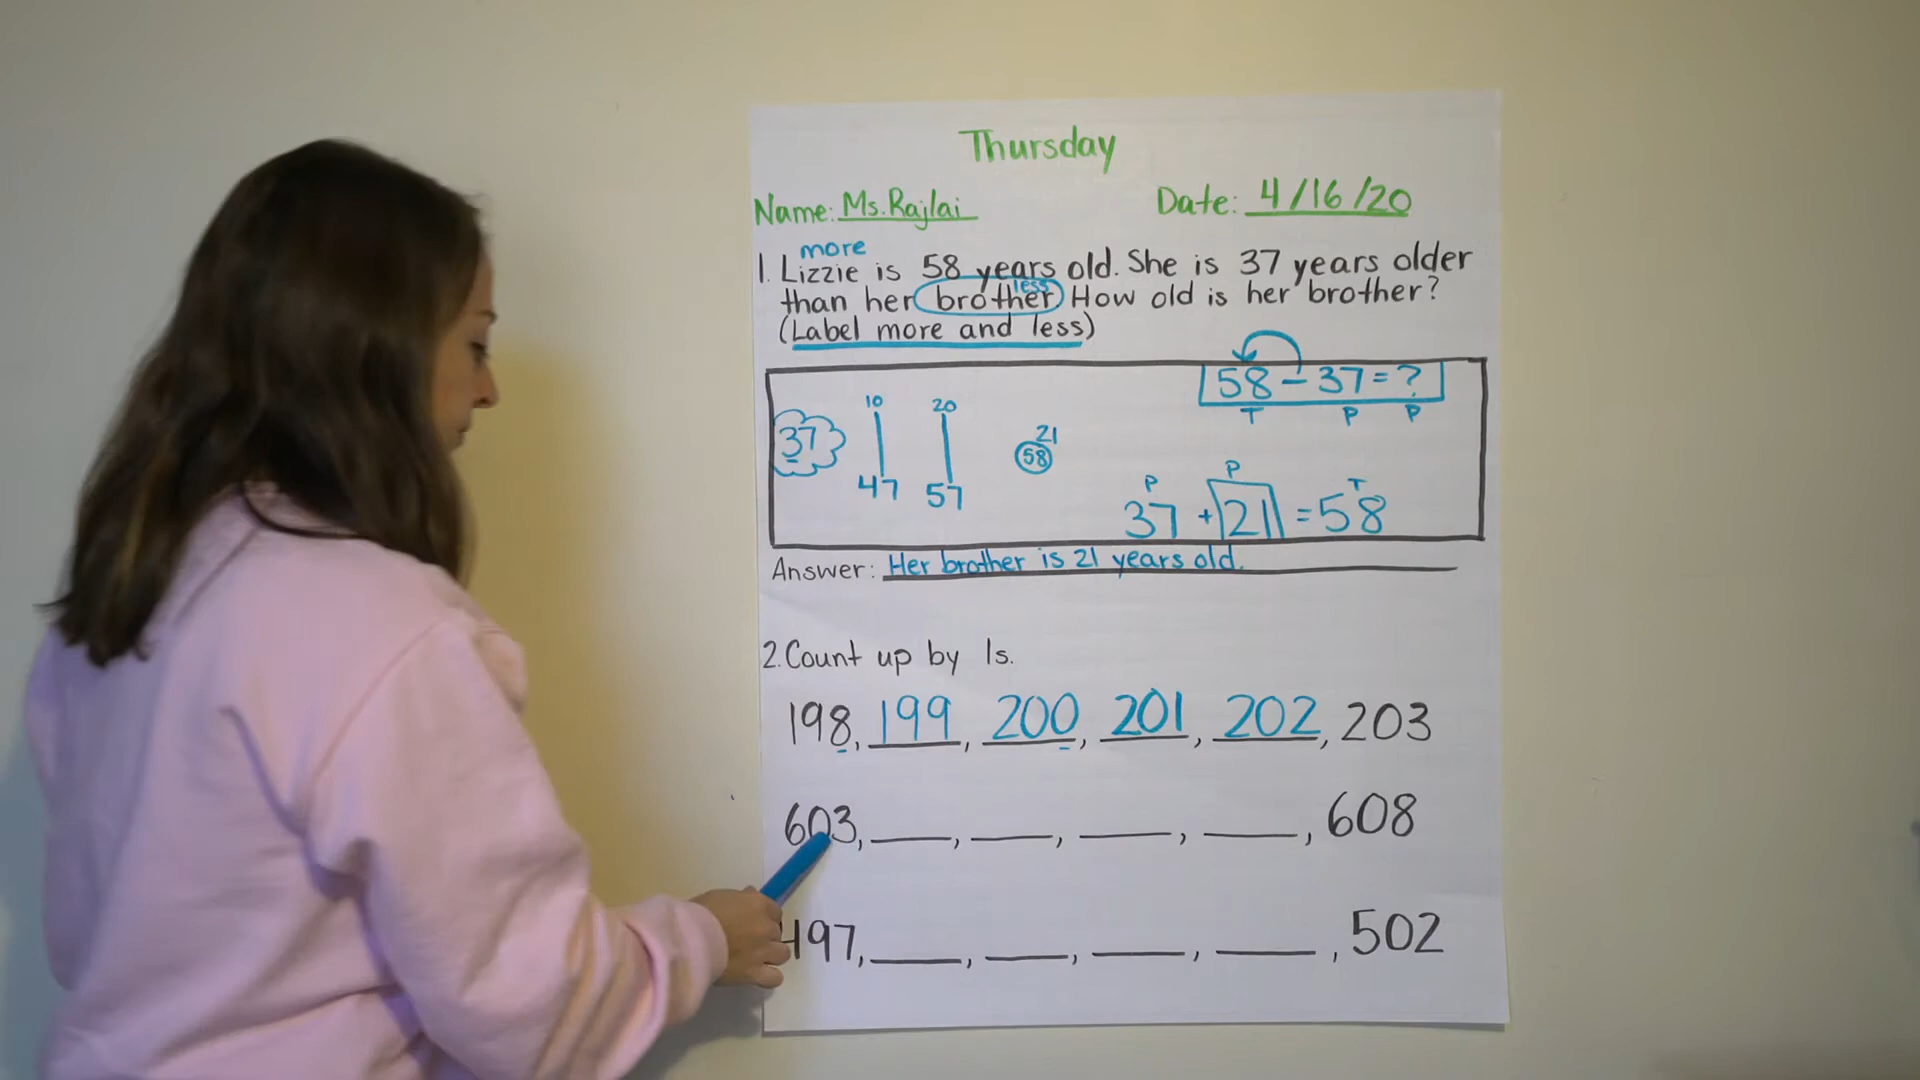 Thursday
Name: Ms. Rajlai Date: 4/16/20
more
1. Lizzie is 58 years old. She is 37 years older
less
than her brother. How old is her brother?
(Label more and less)
58 - 37 = ?
T P P
10 20
37
21
58
47 57
P P T
37 + 21 = 58
Answer: Her brother is 21 years old.
2. Count up by 1s.
198, 199, 200, 201, 202, 203
603, ___, ___, ___, ___, 608
497, ___, ___, ___, ___, 502